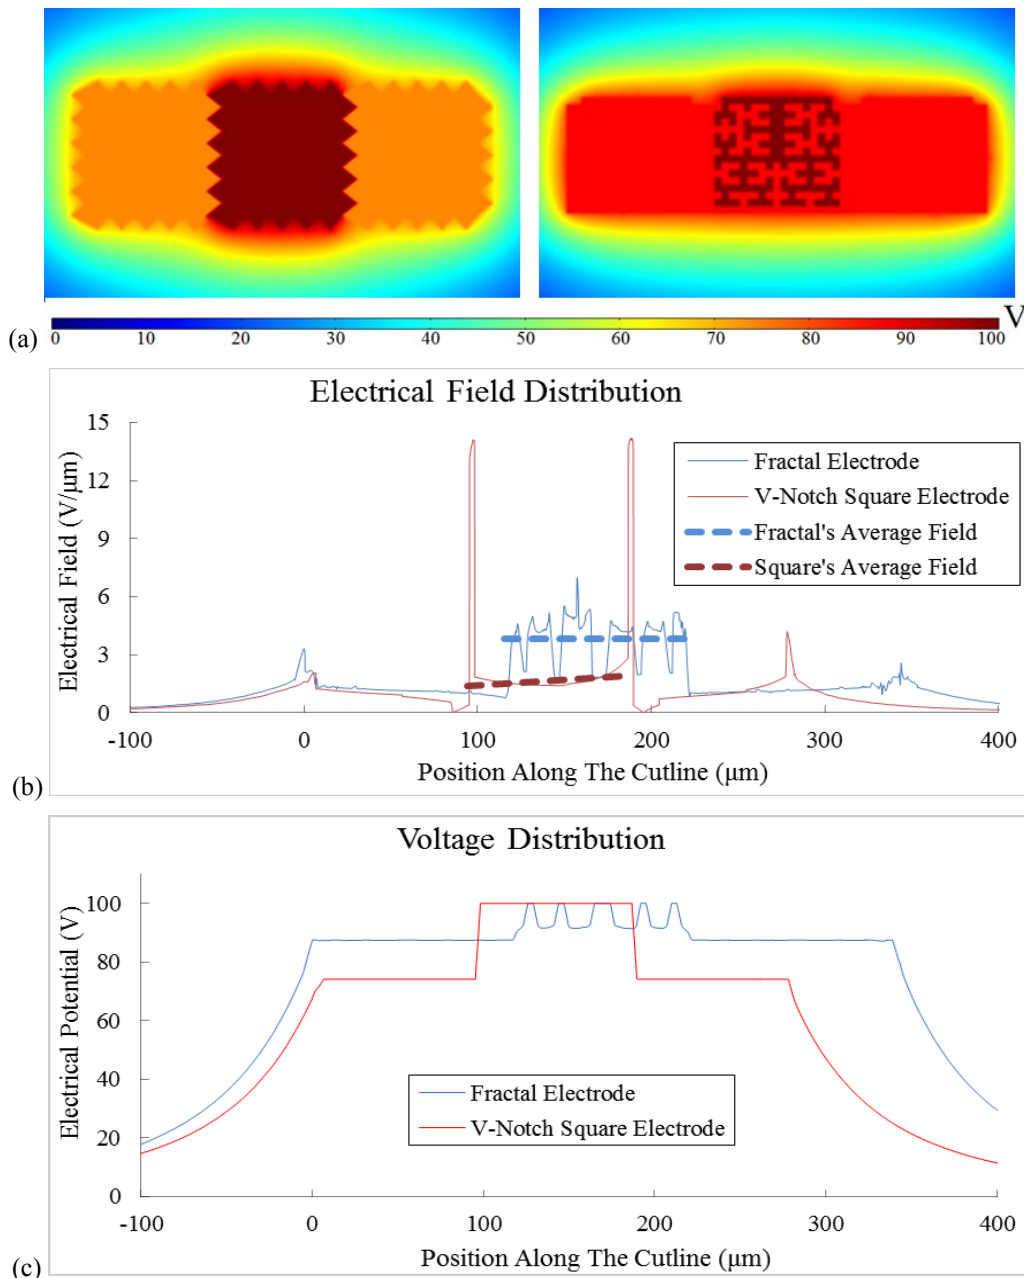 V
(a)
0 10 20 30 40 50 60 70 80 90 100
Electrical Field Distribution
15
12
9
6
3
0
Electrical Field (V/µm)
Fractal Electrode
V-Notch Square Electrode
Fractal's Average Field
Square's Average Field
-100 0 100 200 300 400
Position Along The Cutline (µm)
(b)
Voltage Distribution
100
80
60
40
20
0
Electrical Potential (V)
Fractal Electrode
V-Notch Square Electrode
-100 0 100 200 300 400
Position Along The Cutline (µm)
(c)